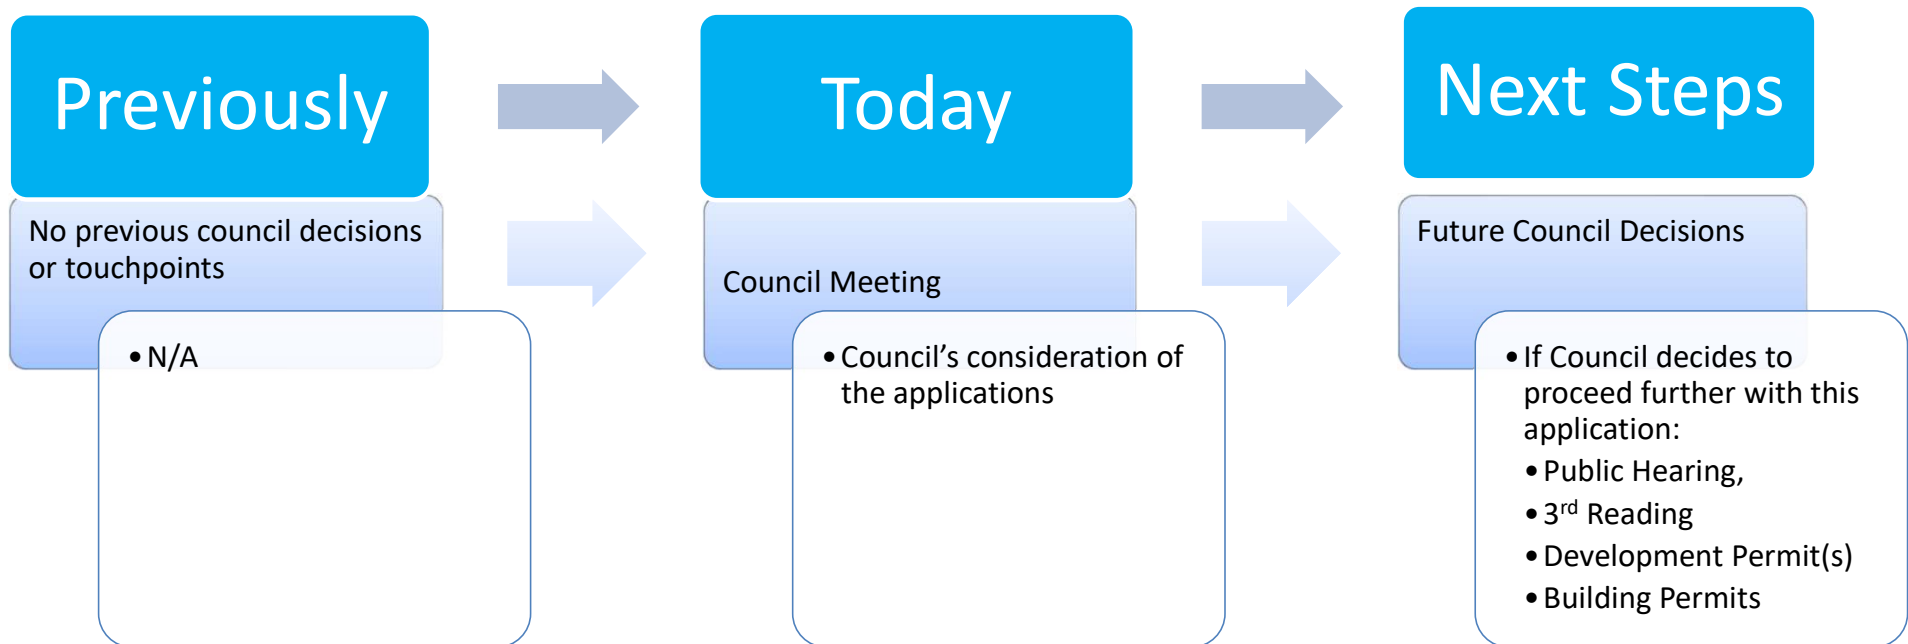 Previously
No previous council decisions
or touchpoints
• N/A
Today
Council Meeting
• Council’s consideration of
the applications
Next Steps
Future Council Decisions
• If Council decides to
proceed further with this
application:
• Public Hearing,
• 3rd Reading
• Development Permit(s)
• Building Permits